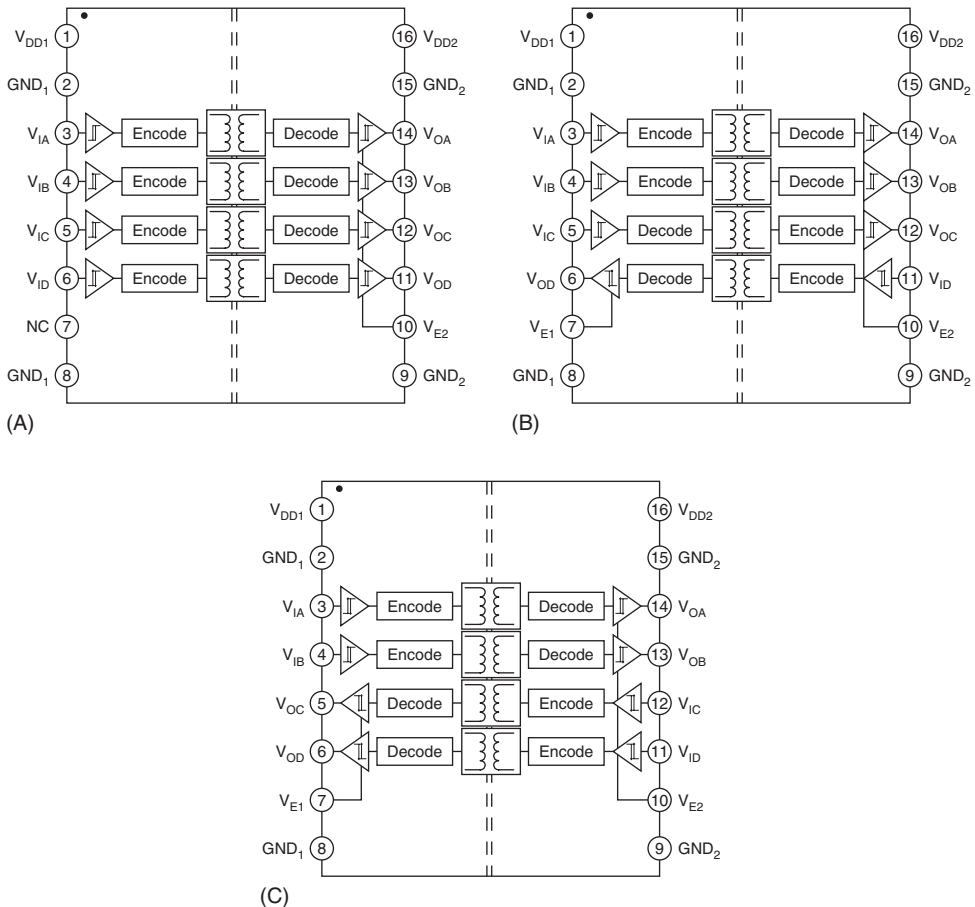 V_DD1 1 16 V_DD2
GND_1 2 15 GND_2
V_IA 3 Encode Decode 14 V_OA
V_IB 4 Encode Decode 13 V_OB
V_IC 5 Encode Decode 12 V_OC
V_ID 6 Encode Decode 11 V_OD
NC 7 10 V_E2
GND_1 8 9 GND_2
(A)
V_DD1 1 16 V_DD2
GND_1 2 15 GND_2
V_IA 3 Encode Decode 14 V_OA
V_IB 4 Encode Decode 13 V_OB
V_IC 5 Decode Encode 12 V_OC
V_OD 6 Decode Encode 11 V_ID
V_E1 7 10 V_E2
GND_1 8 9 GND_2
(B)
V_DD1 1 16 V_DD2
GND_1 2 15 GND_2
V_IA 3 Encode Decode 14 V_OA
V_IB 4 Encode Decode 13 V_OB
V_OC 5 Decode Encode 12 V_IC
V_OD 6 Decode Encode 11 V_ID
V_E1 7 10 V_E2
GND_1 8 9 GND_2
(C)